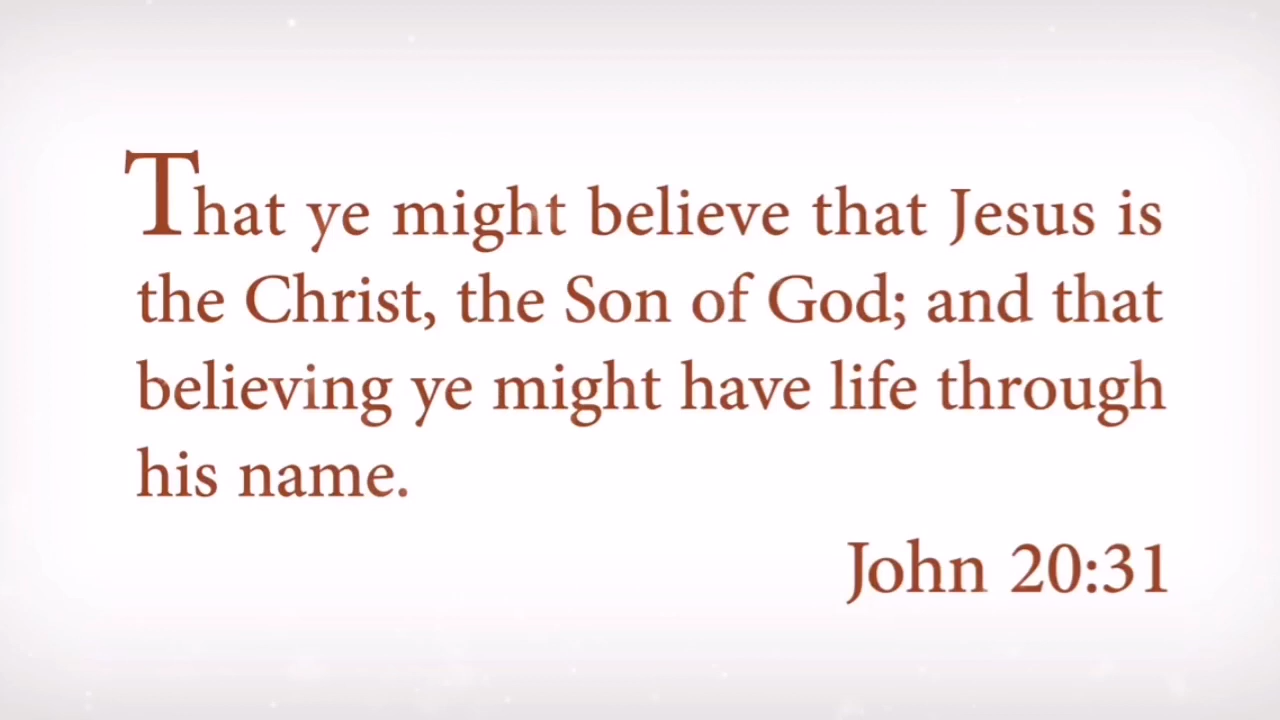 That ye might believe that Jesus is
the Christ, the Son of God; and that
believing ye might have life through
his name.
John 20:31